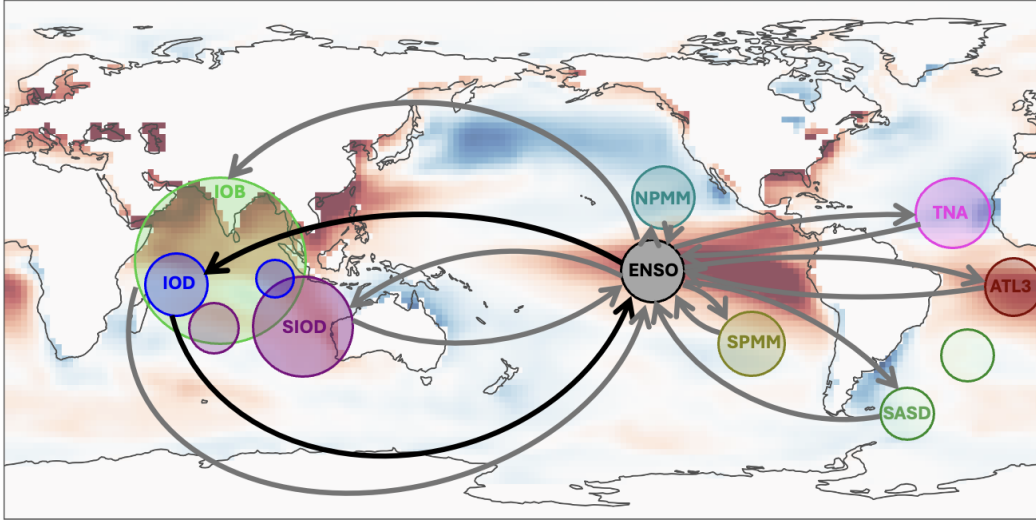 IOB
NPMM
TNA
ENSO
IOD
ATL3
SIOD
SPMM
SASD